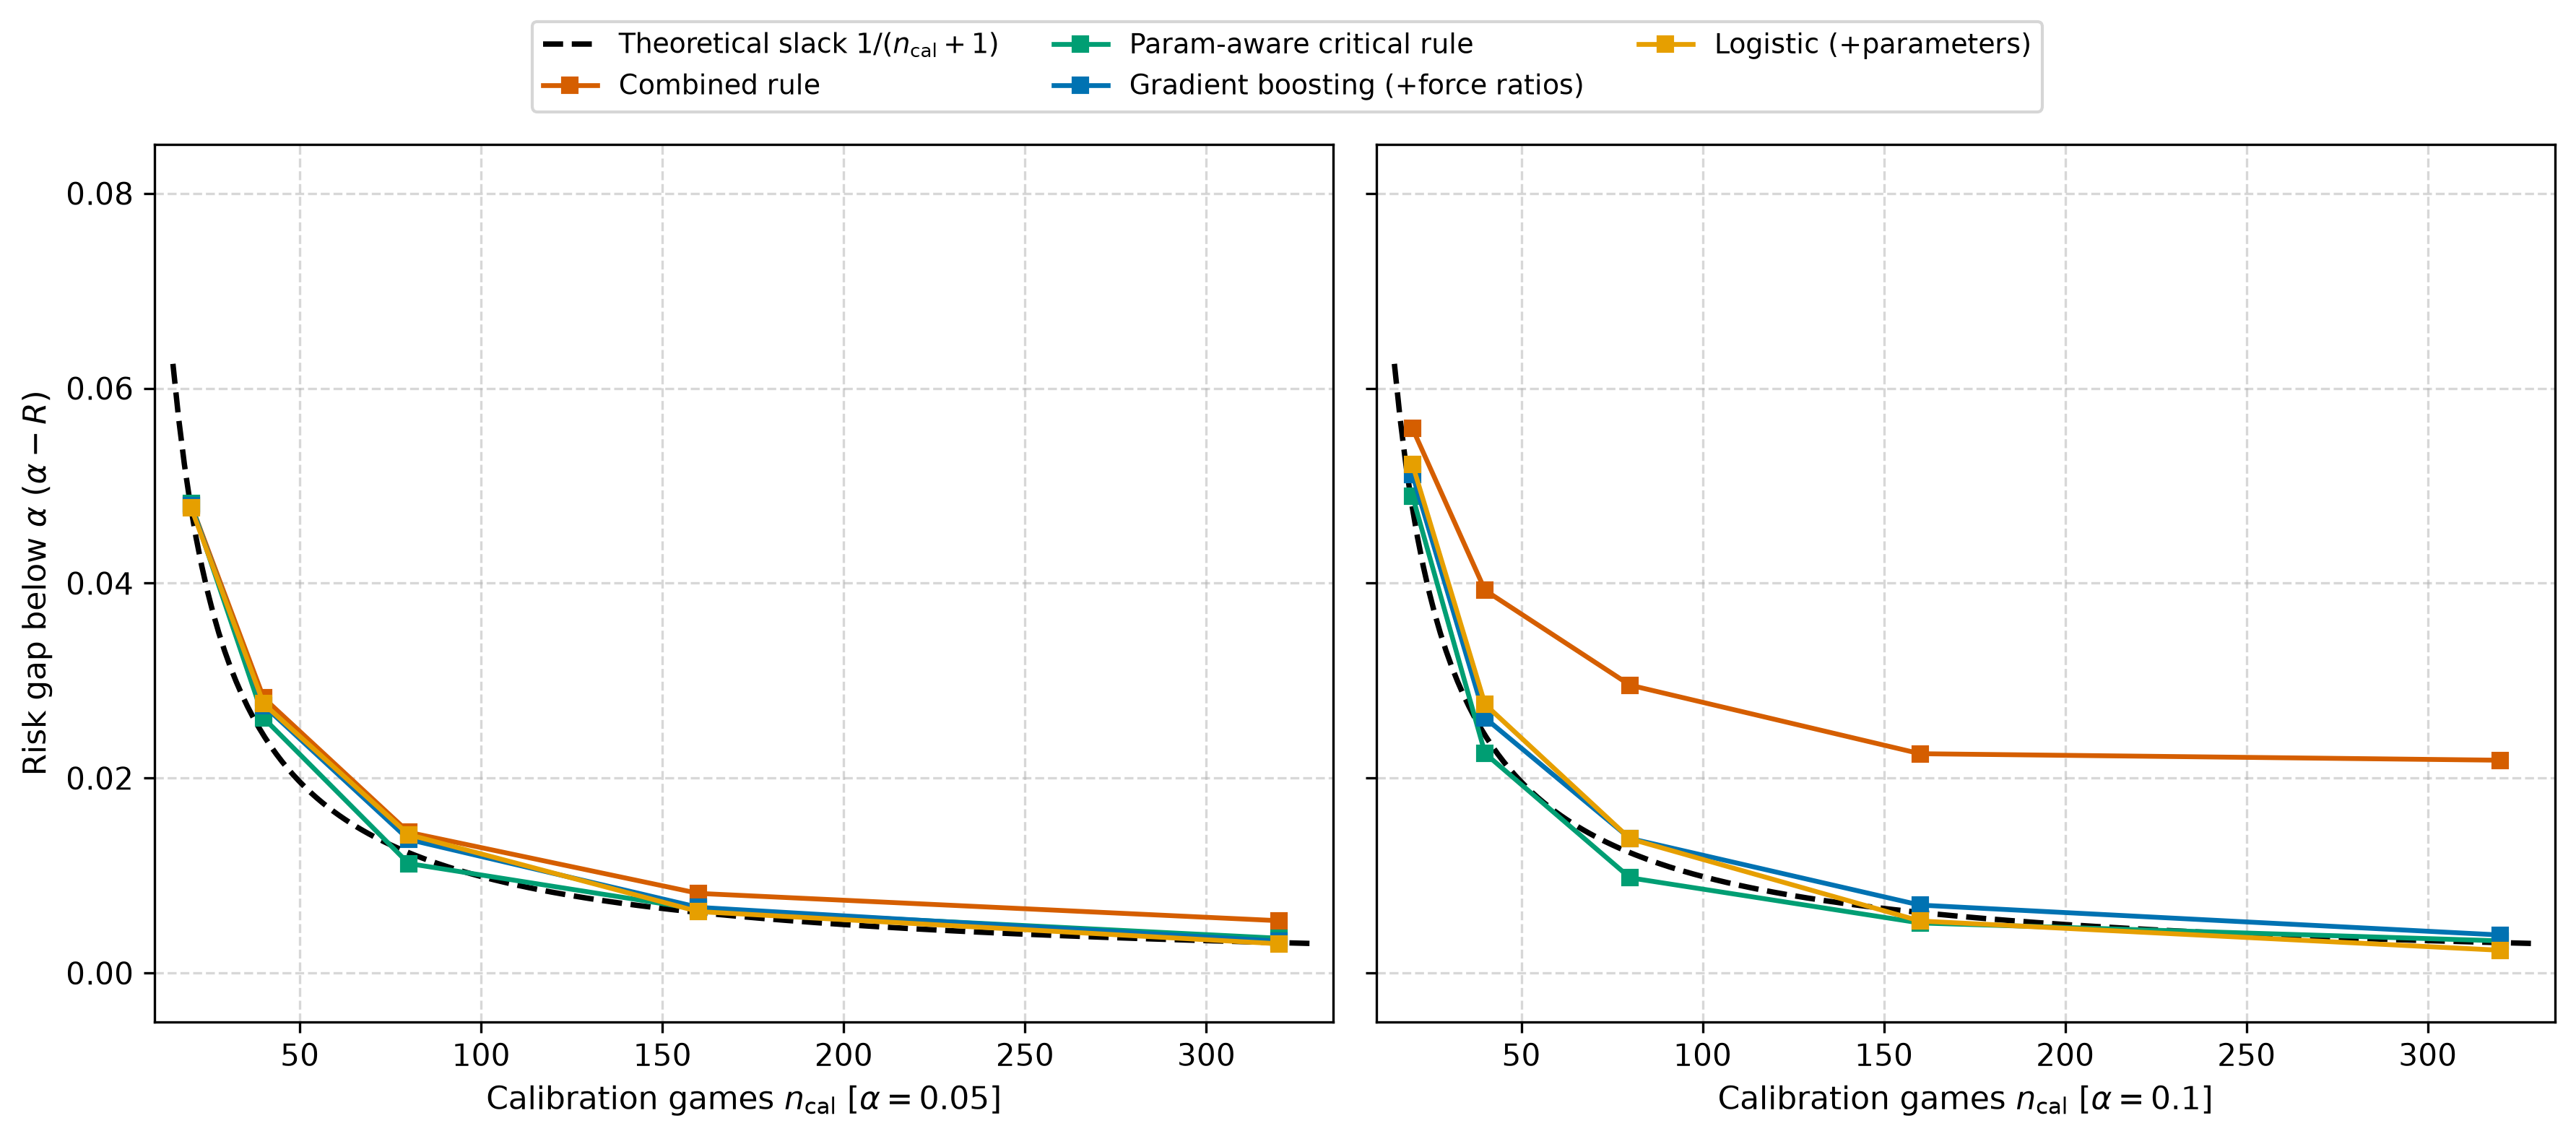 Theoretical slack 1/(n_cal + 1)
Combined rule
Param-aware critical rule
Gradient boosting (+force ratios)
Logistic (+parameters)
Risk gap below α (α − R)
0.08
0.06
0.04
0.02
0.00
50 100 150 200 250 300
Calibration games n_cal [α = 0.05]
50 100 150 200 250 300
Calibration games n_cal [α = 0.1]